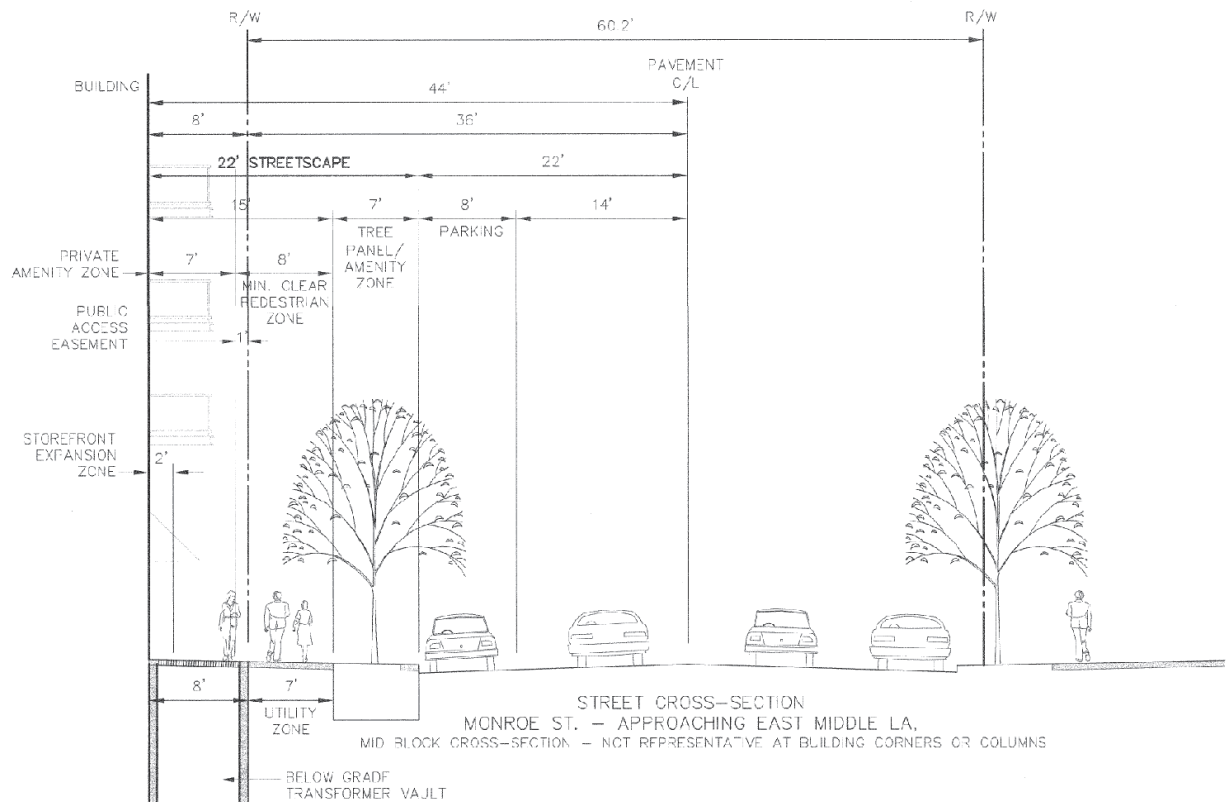 R/W
R/W
60.2'
BUILDING
PAVEMENT
C/L
44'
8'
36'
22' STREETSCAPE
22'
15'
7'
8'
14'
TREE
PANEL/
AMENITY
ZONE
PARKING
PRIVATE
AMENITY ZONE
7'
8'
MIN. CLEAR
PEDESTRIAN
ZONE
PUBLIC
ACCESS
EASEMENT
1'
STOREFRONT
EXPANSION
ZONE
2'
8'
7'
UTILITY
ZONE
STREET CROSS-SECTION
MONROE ST. - APPROACHING EAST MIDDLE LA,
MID BLOCK CROSS-SECTION - NOT REPRESENTATIVE AT BUILDING CORNERS OR COLUMNS
BELOW GRADE
TRANSFORMER VAULT